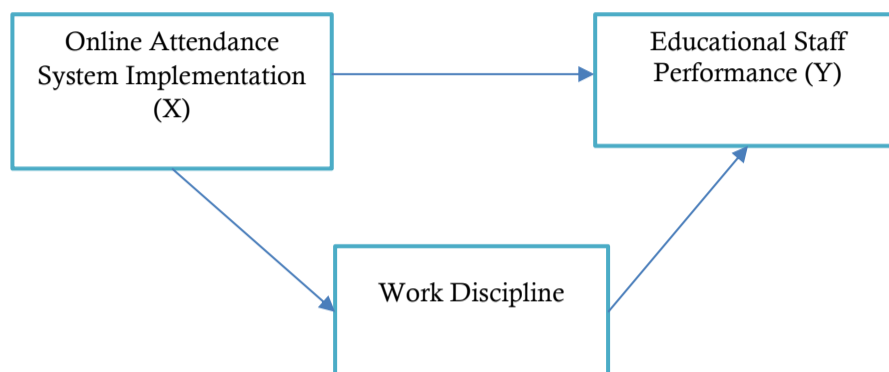 Online Attendance
System Implementation
(X)
Educational Staff
Performance (Y)
Work Discipline